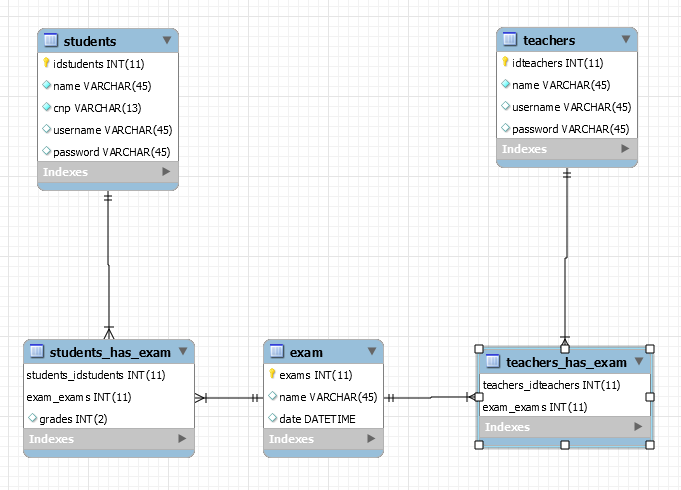 students
idstudents INT(11)
name VARCHAR(45)
cnp VARCHAR(13)
username VARCHAR(45)
password VARCHAR(45)
Indexes
teachers
idteachers INT(11)
name VARCHAR(45)
username VARCHAR(45)
password VARCHAR(45)
Indexes
students_has_exam
students_idstudents INT(11)
exam_exams INT(11)
grades INT(2)
Indexes
exam
exams INT(11)
name VARCHAR(45)
date DATETIME
Indexes
teachers_has_exam
teachers_idteachers INT(11)
exam_exams INT(11)
Indexes